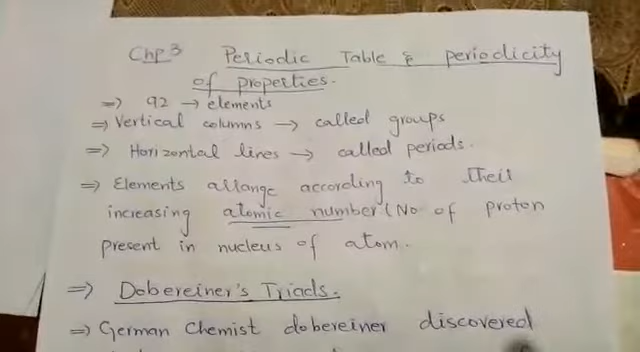 Chp 3 Periodic Table & periodicity
of properties.
=> 92 → elements
=> Vertical columns → called groups
=> Horizontal lines → called periods.
=> Elements arrange according to their
increasing atomic number (No of proton
present in nucleus of atom.
=> Dobereiner's Triads.
=> German Chemist dobereiner discovered